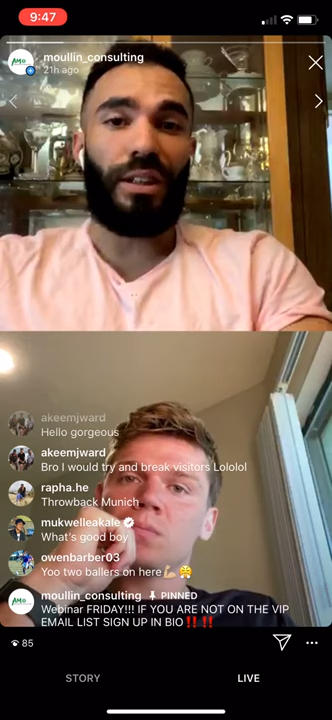 9:47
AMO
moullin_consulting
21h ago
akeemjward
Hello gorgeous
akeemjward
Bro I would try and break visitors Lololol
rapha.he
Throwback Munich
mukwelleakale
What's good boy
owenbarber03
Yoo two ballers on here💪🏼😤
AMO
moullin_consulting PINNED
Webinar FRIDAY!!! IF YOU ARE NOT ON THE VIP
EMAIL LIST SIGN UP IN BIO‼️‼️
85
STORY
LIVE